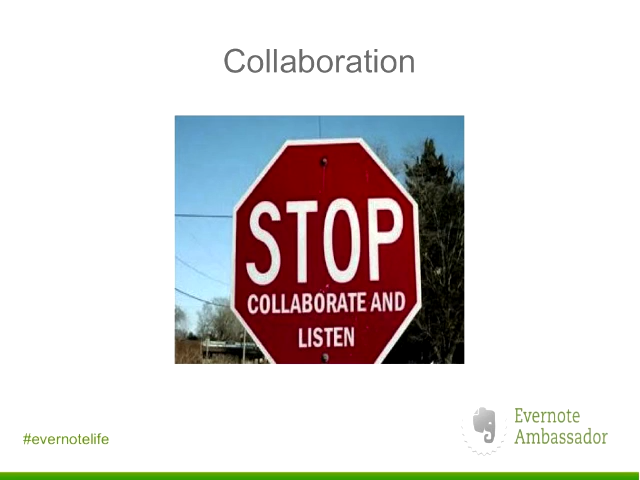 Collaboration
STOP
COLLABORATE AND
LISTEN
#evernotelife
Evernote
Ambassador